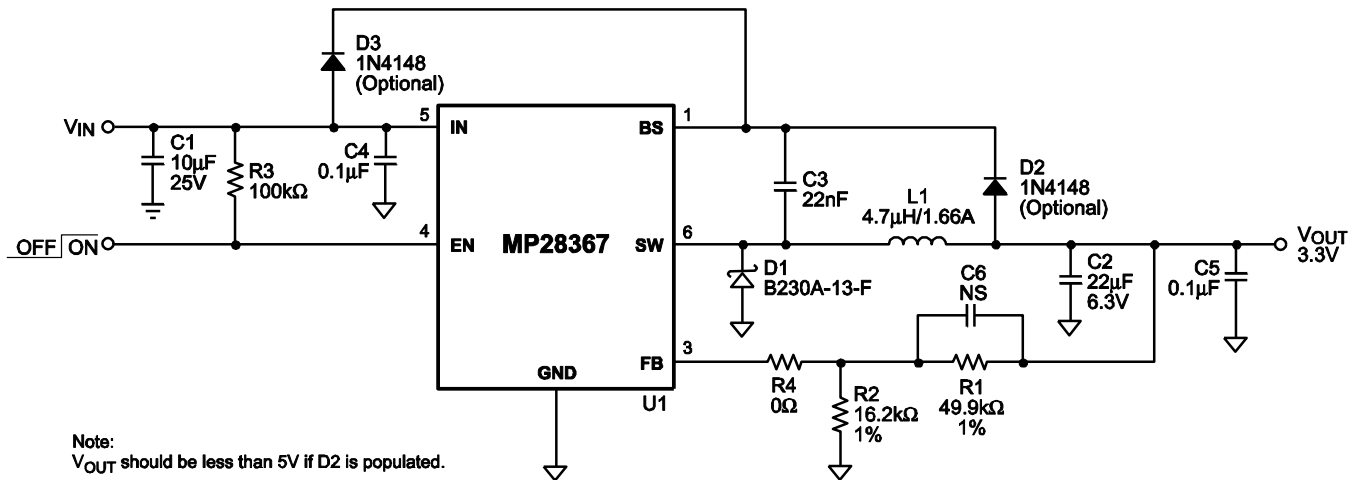 D3
1N4148
(Optional)
VIN
C1
10µF
25V
R3
100kΩ
C4
0.1µF
5
IN
BS
1
C3
22nF
D2
1N4148
(Optional)
L1
4.7µH/1.66A
OFF ON
4
EN
MP28367
SW
6
D1
B230A-13-F
C2
22µF
6.3V
C5
0.1µF
VOUT
3.3V
C6
NS
3
FB
GND
U1
R4
0Ω
R2
16.2kΩ
1%
R1
49.9kΩ
1%
Note:
VOUT should be less than 5V if D2 is populated.